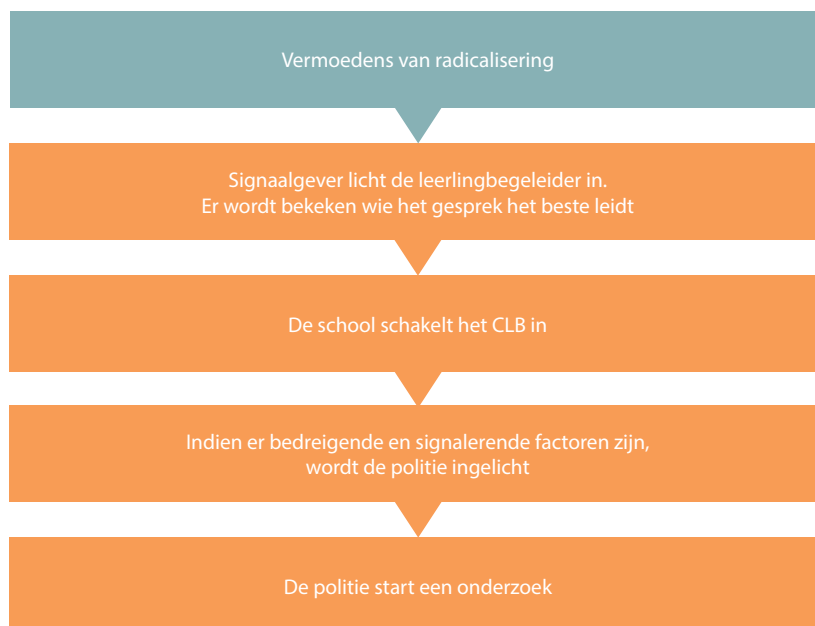 Vermoedens van radicalisering
Signaalgever licht de leerlingbegeleider in.
Er wordt bekeken wie het gesprek het beste leidt
De school schakelt het CLB in
Indien er bedreigende en signalerende factoren zijn,
wordt de politie ingelicht
De politie start een onderzoek